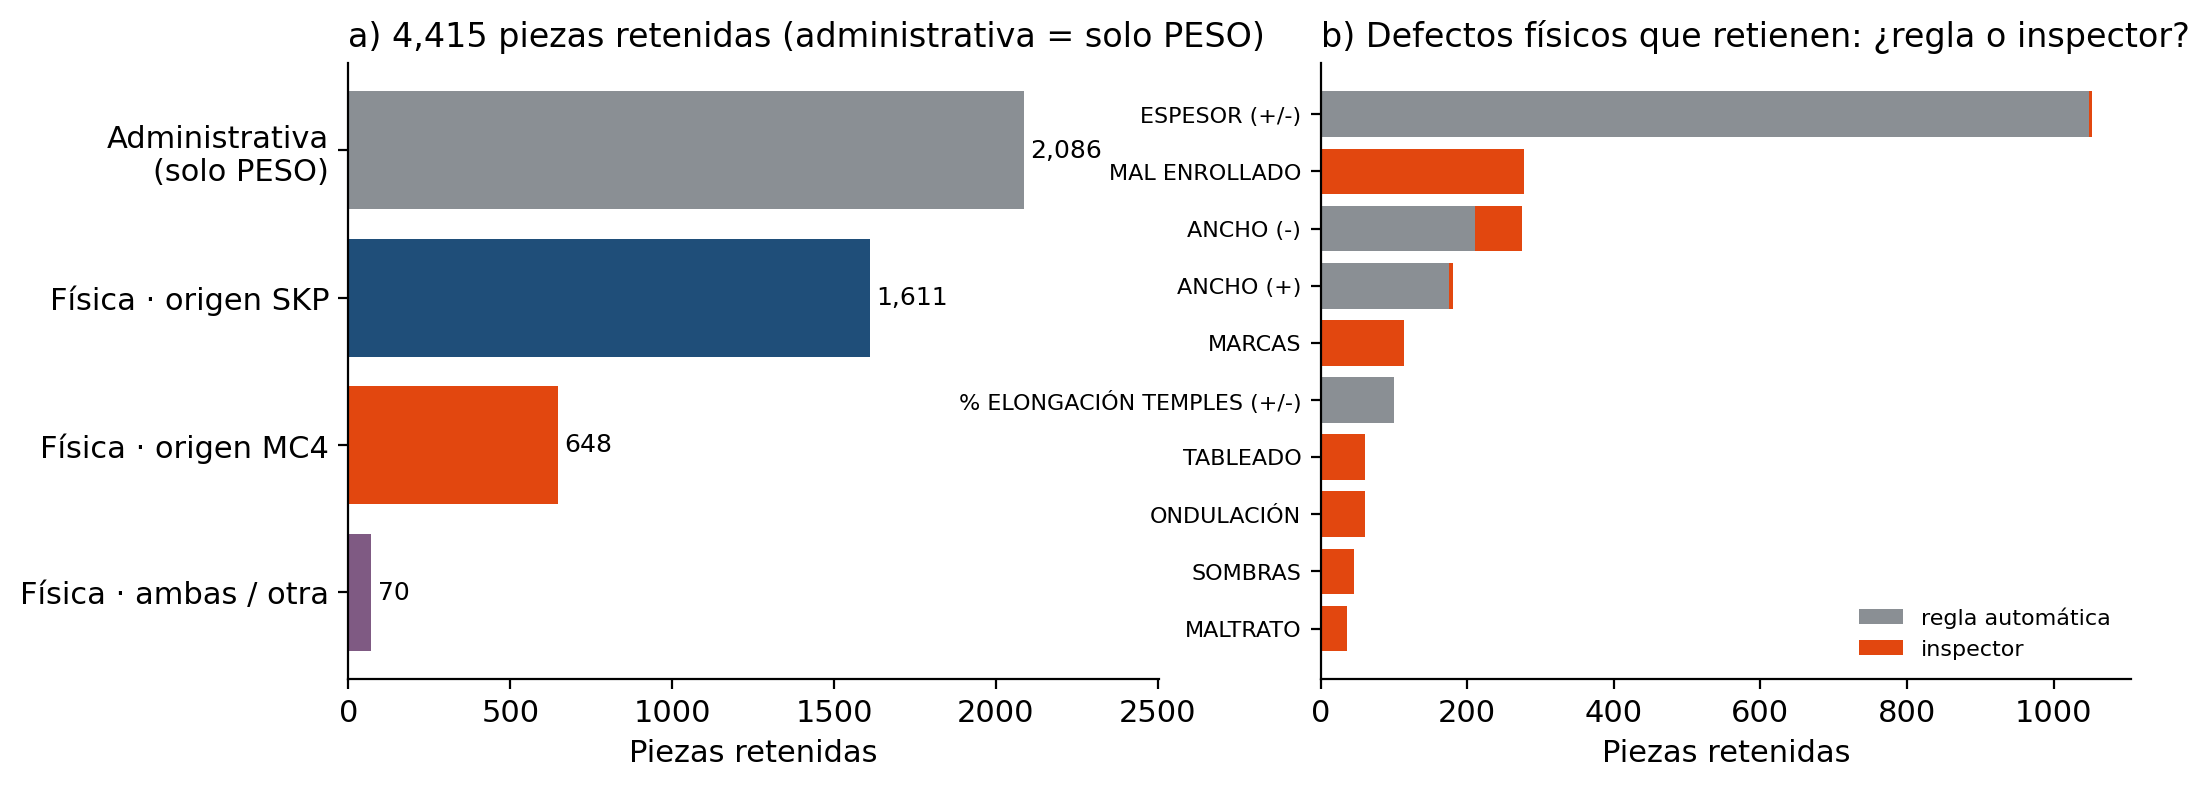 a) 4,415 piezas retenidas (administrativa = solo PESO)
Administrativa
(solo PESO)
2,086
Física · origen SKP
1,611
Física · origen MC4
648
Física · ambas / otra
70
0 500 1000 1500 2000 2500
Piezas retenidas
b) Defectos físicos que retienen: ¿regla o inspector?
ESPESOR (+/-)
MAL ENROLLADO
ANCHO (-)
ANCHO (+)
MARCAS
% ELONGACIÓN TEMPLES (+/-)
TABLEADO
ONDULACIÓN
SOMBRAS
MALTRATO
regla automática
inspector
0 200 400 600 800 1000
Piezas retenidas